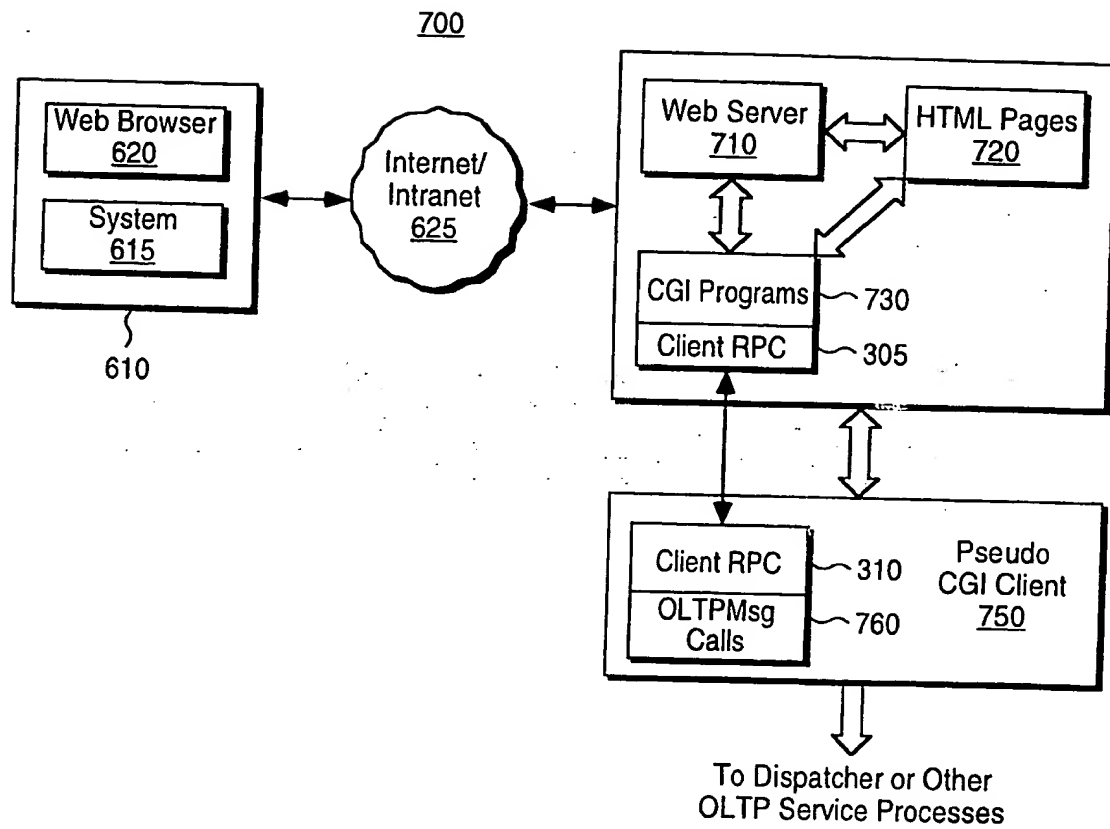 700
Web Browser
620
System
615
610
Internet/
Intranet
625
Web Server
710
HTML Pages
720
CGI Programs
730
Client RPC
305
Client RPC
310
OLTPMsg
Calls
760
Pseudo
CGI Client
750
To Dispatcher or Other
OLTP Service Processes